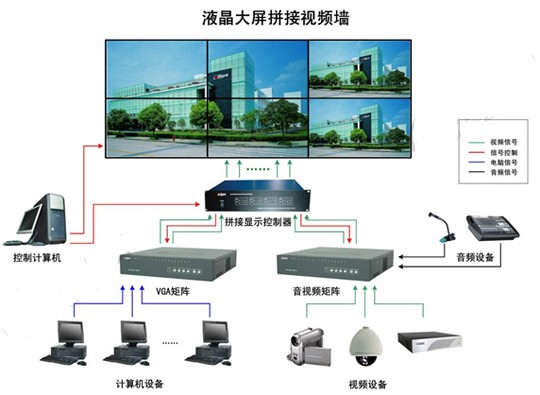 液晶大屏拼接视频墙
视频信号
信号控制
电脑信号
音频信号
拼接显示控制器
控制计算机
VGA矩阵
音视频矩阵
音频设备
......
......
计算机设备
视频设备